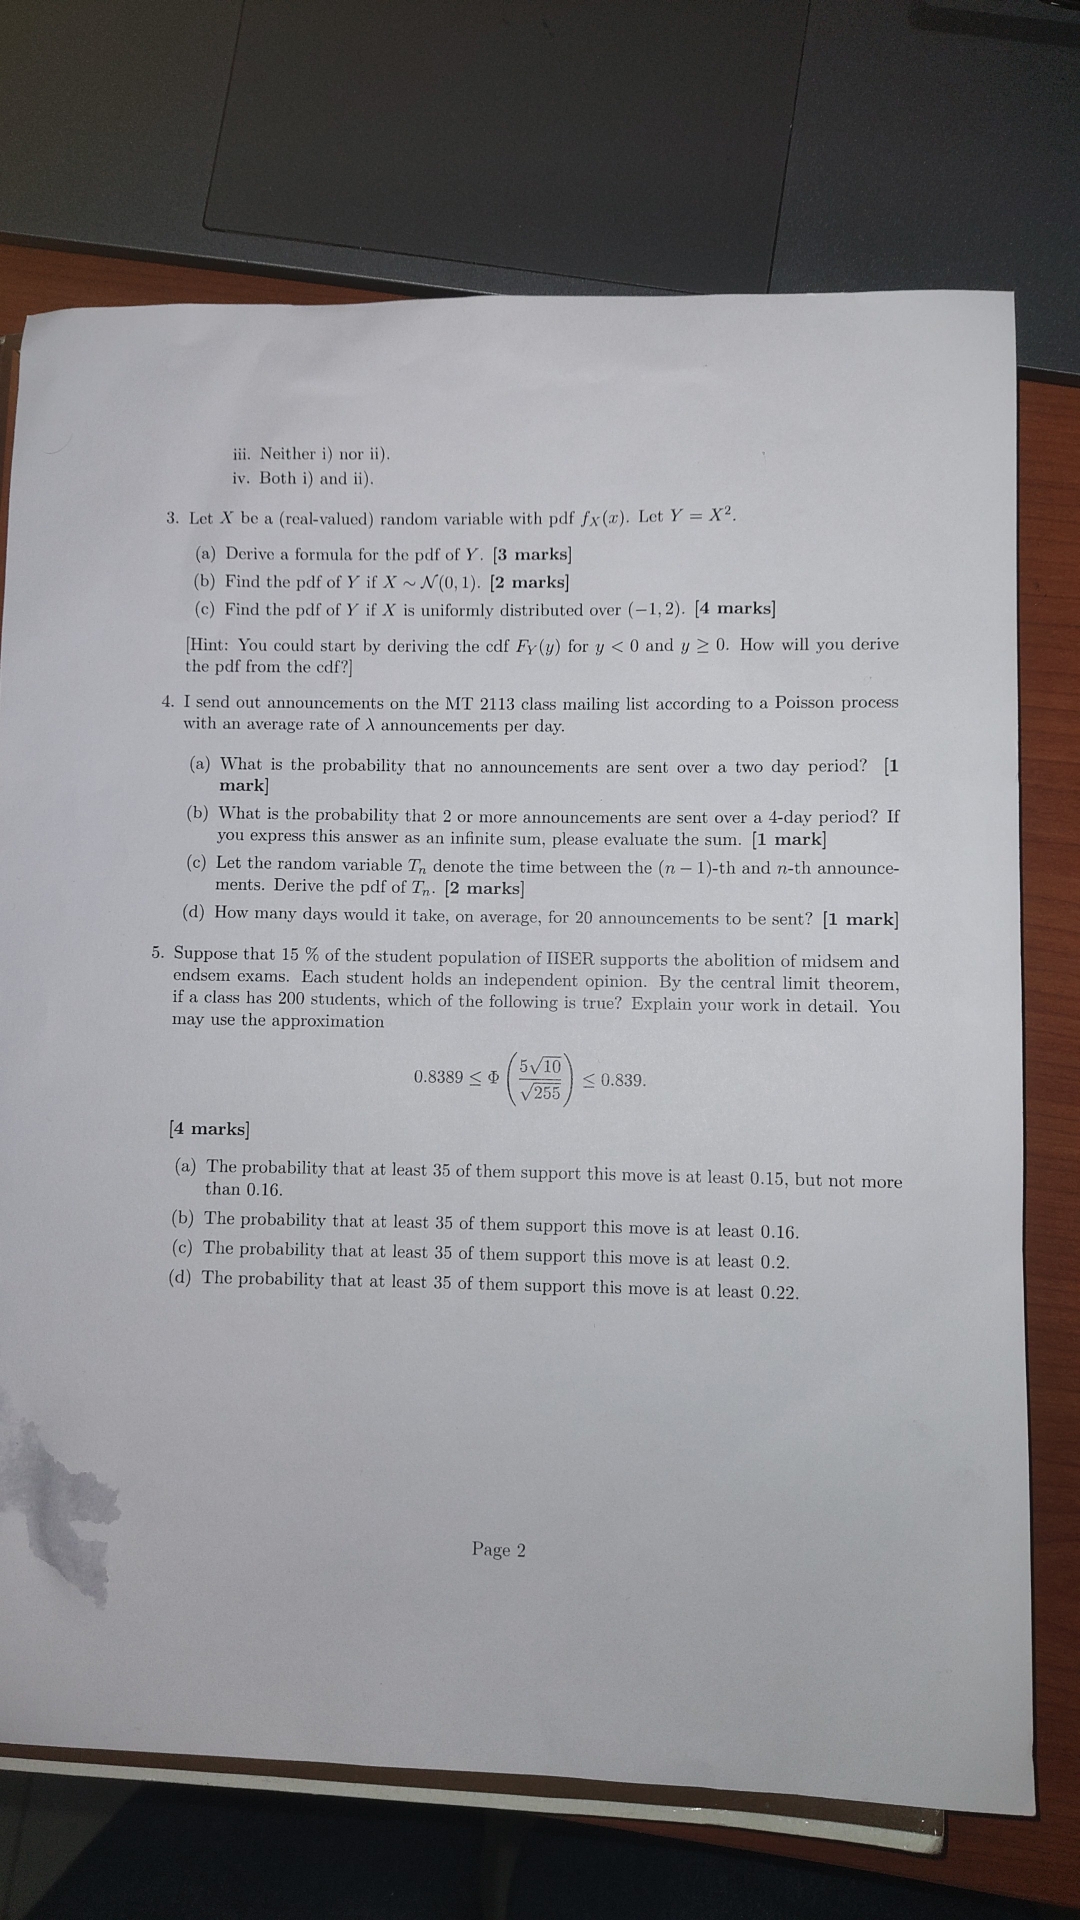 iii. Neither i) nor ii).
iv. Both i) and ii).
3. Let X be a (real-valued) random variable with pdf f_X(x). Let Y = X².
(a) Derive a formula for the pdf of Y. [3 marks]
(b) Find the pdf of Y if X ∼ N(0, 1). [2 marks]
(c) Find the pdf of Y if X is uniformly distributed over (−1, 2). [4 marks]
[Hint: You could start by deriving the cdf F_Y(y) for y < 0 and y ≥ 0. How will you derive
the pdf from the cdf?]
4. I send out announcements on the MT 2113 class mailing list according to a Poisson process
with an average rate of λ announcements per day.
(a) What is the probability that no announcements are sent over a two day period? [1
mark]
(b) What is the probability that 2 or more announcements are sent over a 4-day period? If
you express this answer as an infinite sum, please evaluate the sum. [1 mark]
(c) Let the random variable T_n denote the time between the (n − 1)-th and n-th announce-
ments. Derive the pdf of T_n. [2 marks]
(d) How many days would it take, on average, for 20 announcements to be sent? [1 mark]
5. Suppose that 15 % of the student population of IISER supports the abolition of midsem and
endsem exams. Each student holds an independent opinion. By the central limit theorem,
if a class has 200 students, which of the following is true? Explain your work in detail. You
may use the approximation
0.8389 ≤ Φ (5√10 / √255) ≤ 0.839.
[4 marks]
(a) The probability that at least 35 of them support this move is at least 0.15, but not more
than 0.16.
(b) The probability that at least 35 of them support this move is at least 0.16.
(c) The probability that at least 35 of them support this move is at least 0.2.
(d) The probability that at least 35 of them support this move is at least 0.22.
Page 2